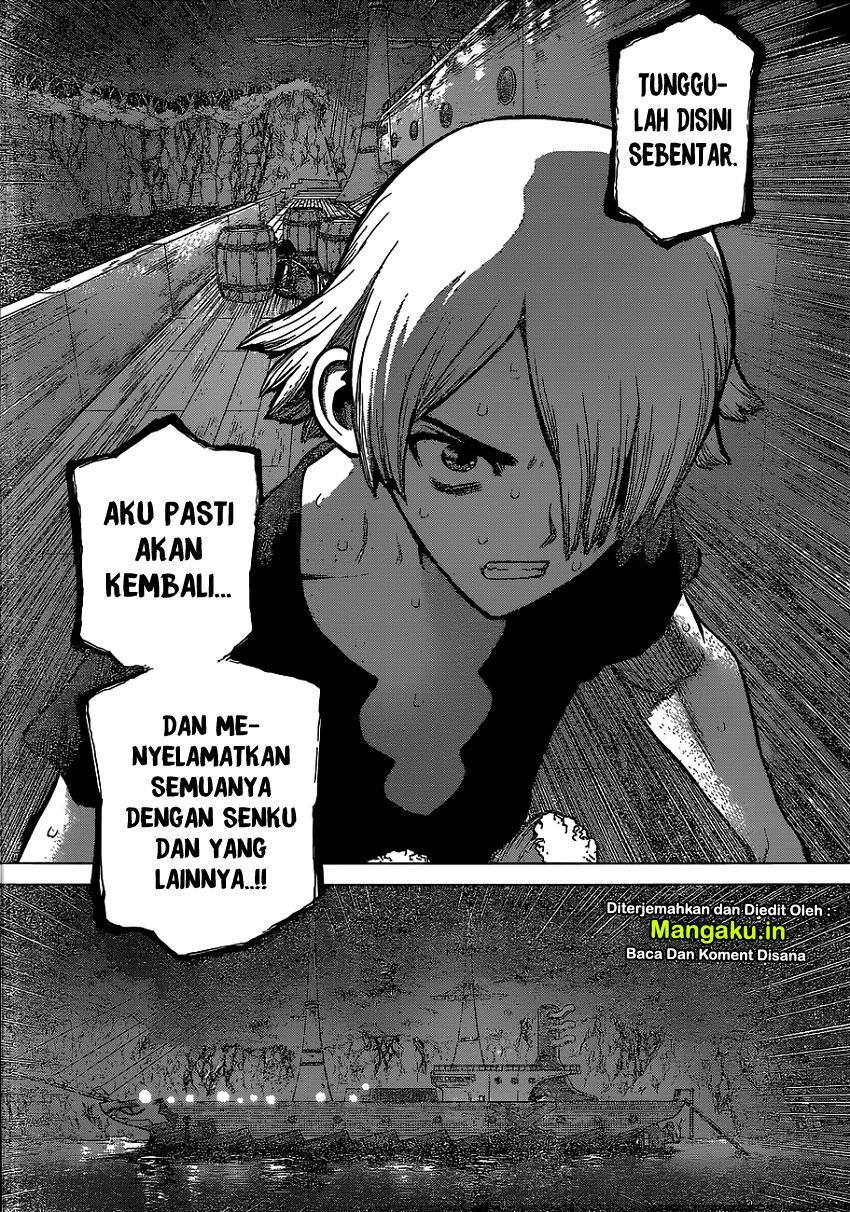 TUNGGU-
LAH DISINI
SEBENTAR.
AKU PASTI
AKAN
KEMBALI...
DAN ME-
NYELAMATKAN
SEMUANYA
DENGAN SENKU
DAN YANG
LAINNYA..!!
Diterjemahkan dan Diedit Oleh :
Mangaku.in
Baca Dan Koment Disana